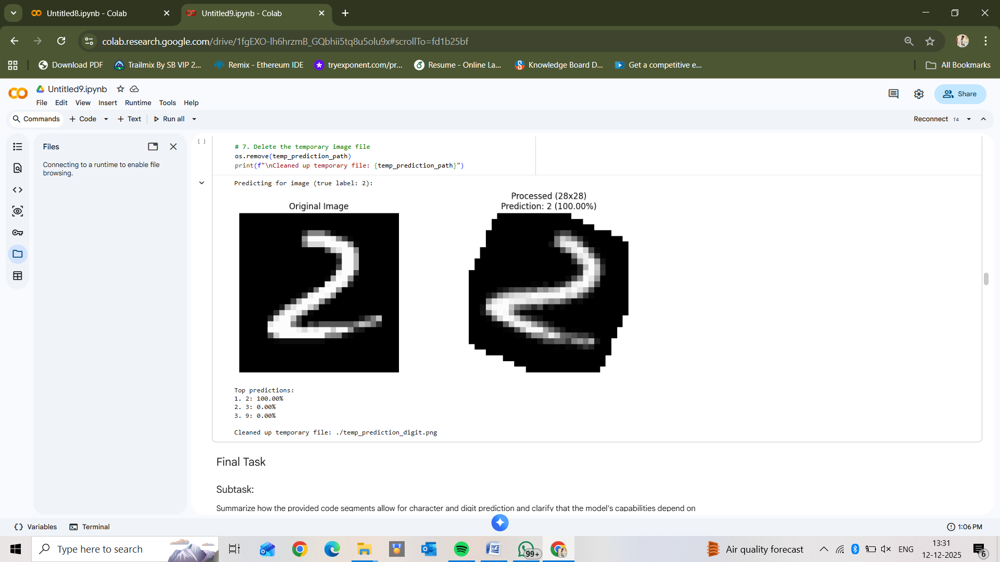 Untitled8.ipynb - Colab
Untitled9.ipynb - Colab
colab.research.google.com/drive/1fgEXO-lh6hrzmB_GQbhii5tq8u5olu9x#scrollTo=fd1b25bf
Download PDF
Trailmix By SB VIP 2...
Remix - Ethereum IDE
tryexponent.com/pr...
Resume - Online La...
Knowledge Board D...
Get a competitive e...
All Bookmarks
Untitled9.ipynb
File Edit View Insert Runtime Tools Help
Share
Commands + Code + Text Run all
Reconnect T4
Files
Connecting to a runtime to enable file
browsing.
[ ]
# 7. Delete the temporary image file
os.remove(temp_prediction_path)
print(f"\nCleaned up temporary file: {temp_prediction_path}")
Predicting for image (true label: 2):
Original Image
2
Processed (28x28)
Prediction: 2 (100.00%)
2
Top predictions:
1. 2: 100.00%
2. 3: 0.00%
3. 9: 0.00%
Cleaned up temporary file: ./temp_prediction_digit.png
Final Task
Subtask:
Summarize how the provided code segments allow for character and digit prediction and clarify that the model's capabilities depend on
Variables
Terminal
1:06 PM
Type here to search
99+
Air quality forecast
ENG
13:31
12-12-2025
6